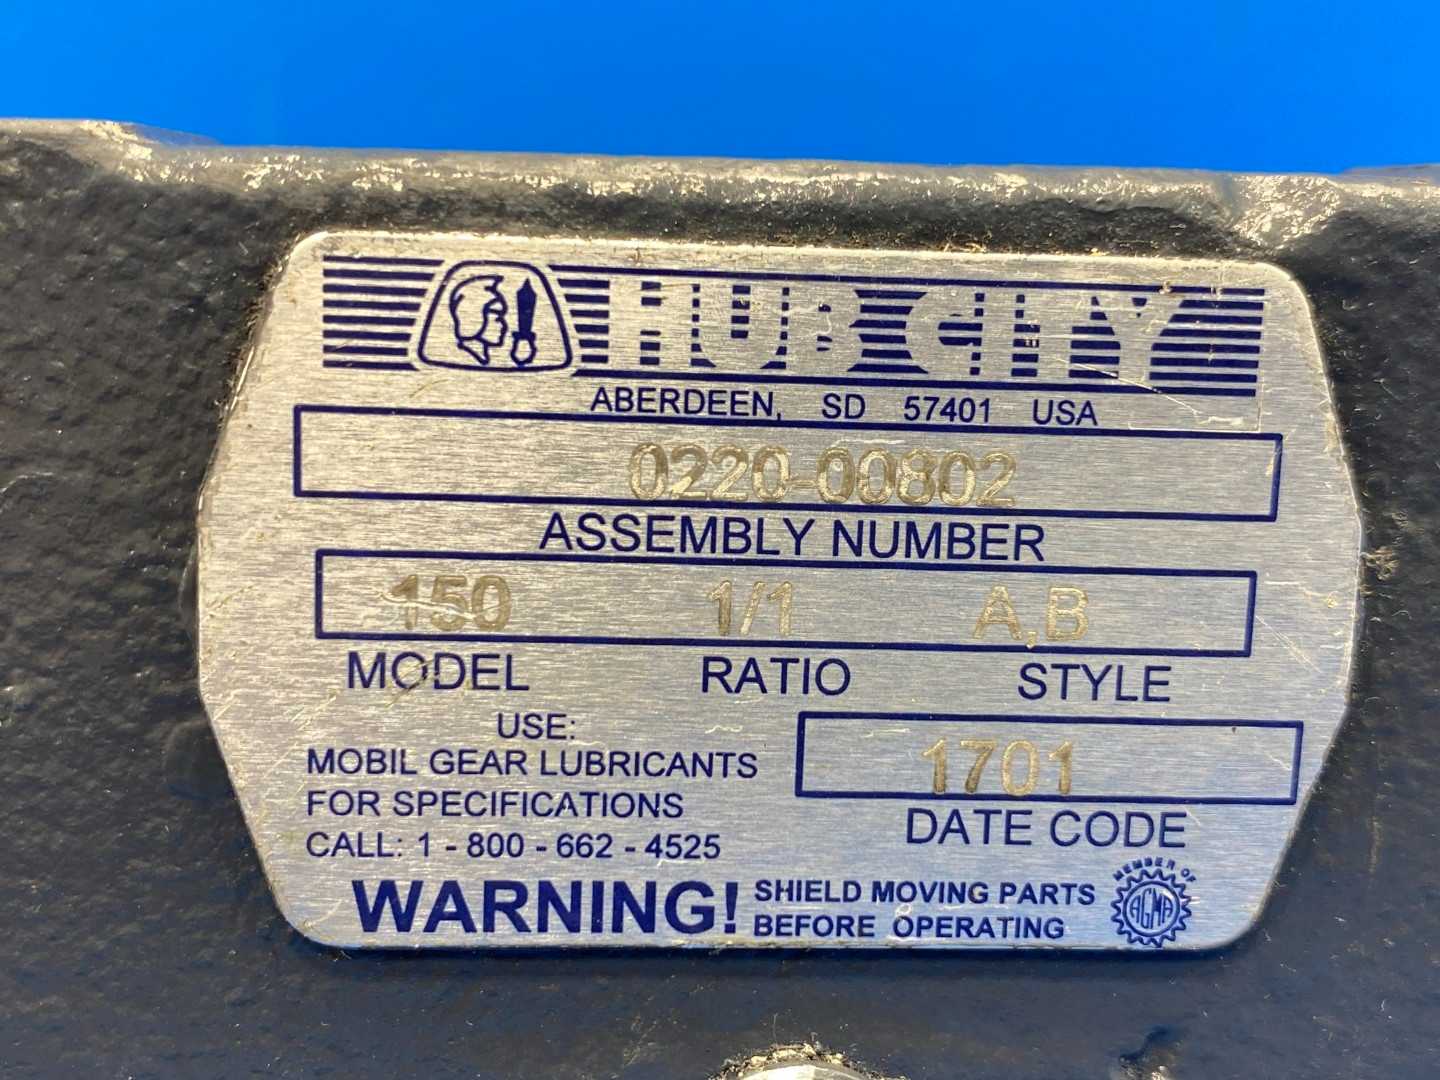 HUB CITY
ABERDEEN, SD 57401 USA
0220-00802
ASSEMBLY NUMBER
150 1/1 A,B
MODEL RATIO STYLE
USE:
MOBIL GEAR LUBRICANTS
FOR SPECIFICATIONS
CALL: 1 - 800 - 662 - 4525
1701
DATE CODE
WARNING! SHIELD MOVING PARTS
BEFORE OPERATING
MEMBER OF
AGMA